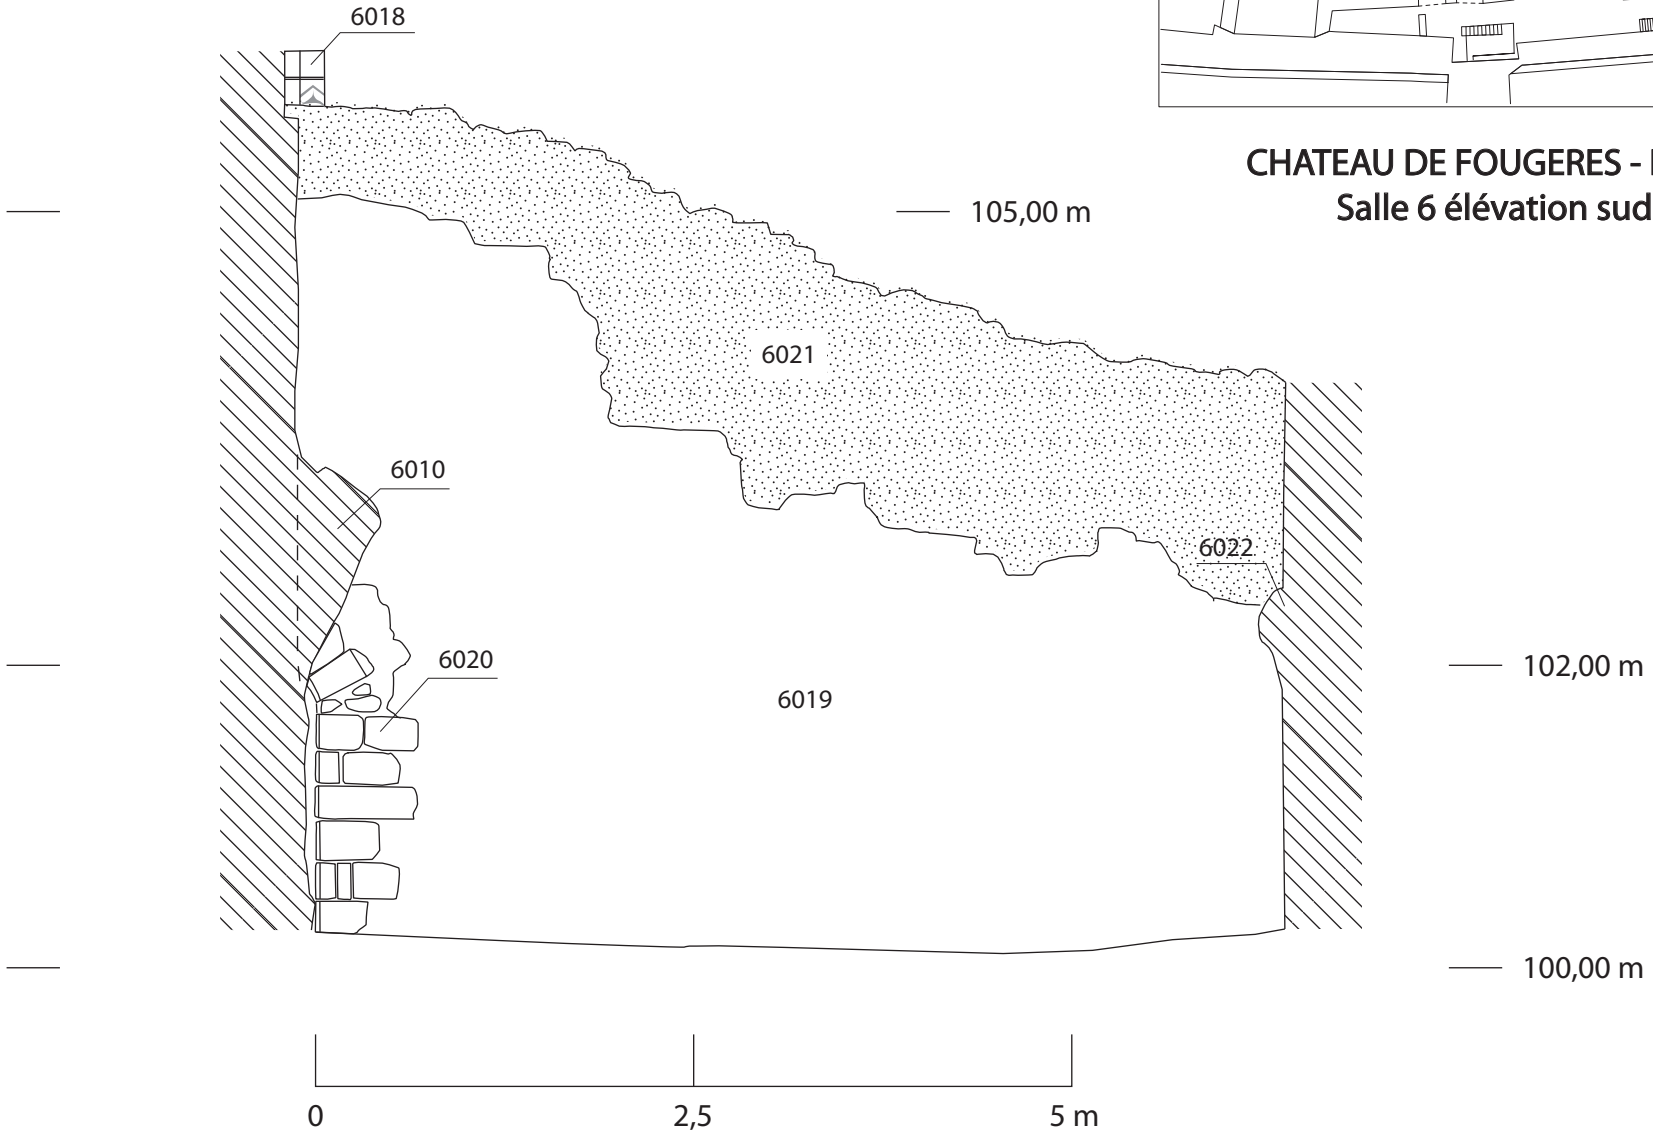 6018
CHATEAU DE FOUGERES -
Salle 6 élévation sud
105,00 m
6021
6010
6022
6020
102,00 m
6019
100,00 m
0 2,5 5 m